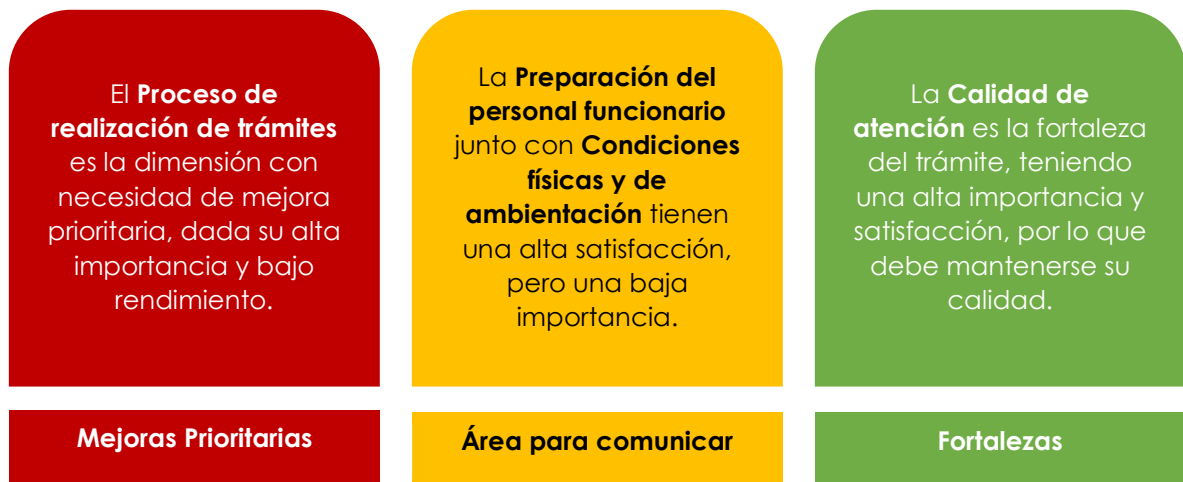 El Proceso de
realización de trámites
es la dimensión con
necesidad de mejora
prioritaria, dada su alta
importancia y bajo
rendimiento.
Mejoras Prioritarias
La Preparación del
personal funcionario
junto con Condiciones
físicas y de
ambientación tienen
una alta satisfacción,
pero una baja
importancia.
Área para comunicar
La Calidad de
atención es la fortaleza
del trámite, teniendo
una alta importancia y
satisfacción, por lo que
debe mantenerse su
calidad.
Fortalezas